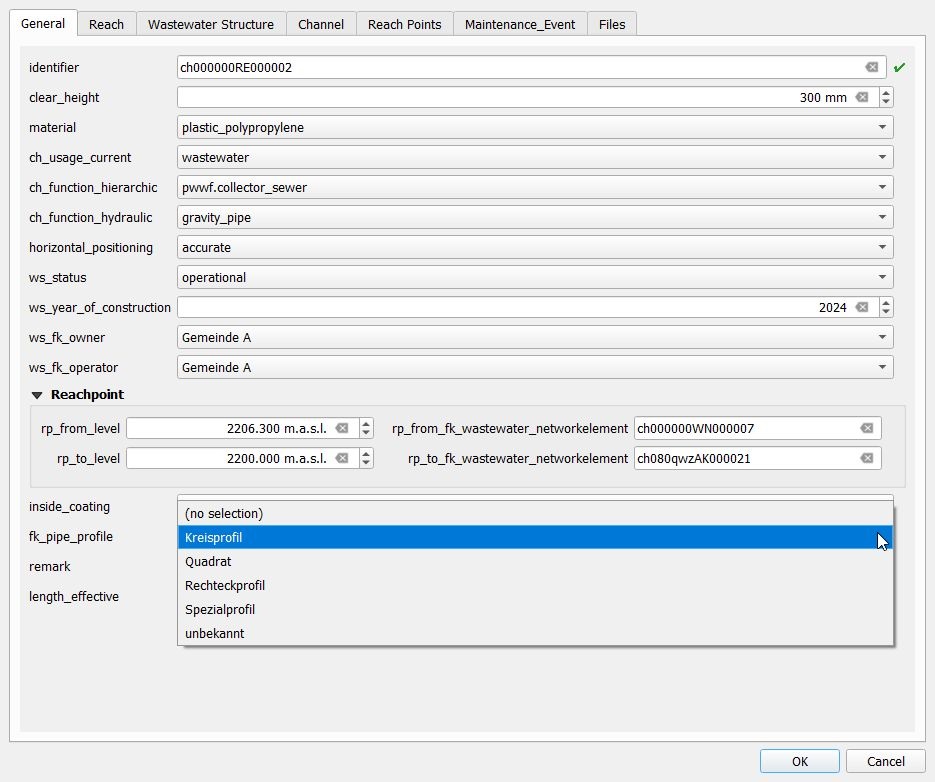 General Reach Wastewater Structure Channel Reach Points Maintenance_Event Files
identifier ch000000RE000002
clear_height 300 mm
material plastic_polypropylene
ch_usage_current wastewater
ch_function_hierarchic pwwf.collector_sewer
ch_function_hydraulic gravity_pipe
horizontal_positioning accurate
ws_status operational
ws_year_of_construction 2024
ws_fk_owner Gemeinde A
ws_fk_operator Gemeinde A
Reachpoint
rp_from_level 2206.300 m.a.s.l. rp_from_fk_wastewater_networkelement ch000000WN000007
rp_to_level 2200.000 m.a.s.l. rp_to_fk_wastewater_networkelement ch080qwzAK000021
inside_coating
(no selection)
fk_pipe_profile Kreisprofil
Quadrat
remark
Rechteckprofil
length_effective
Spezialprofil
unbekannt
OK Cancel